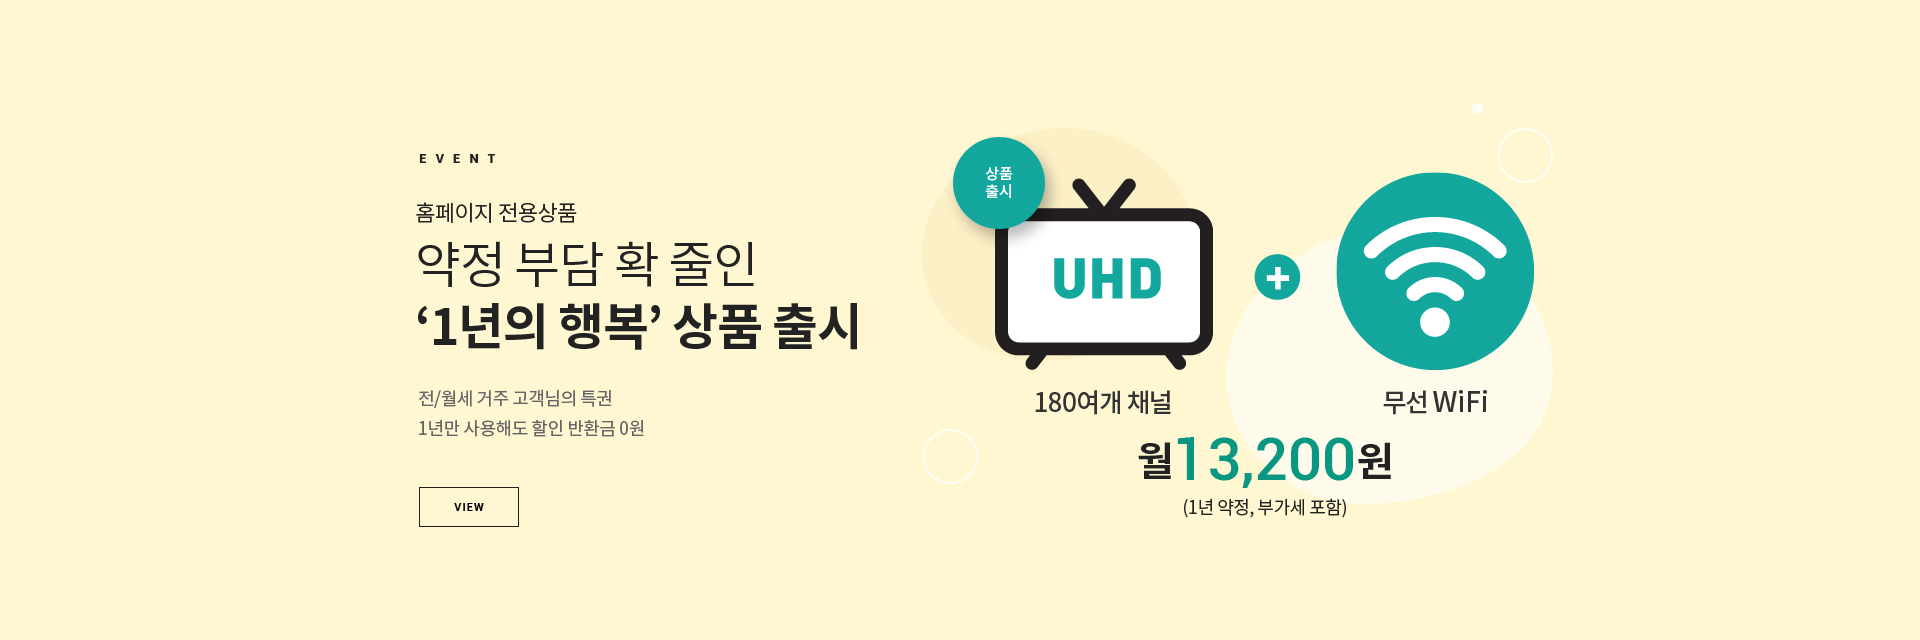 EVENT
홈페이지 전용상품
약정 부담 확 줄인
‘1년의 행복’ 상품 출시
전/월세 거주 고객님의 특권
1년만 사용해도 할인 반환금 0원
VIEW
상품
출시
UHD
180여개 채널
무선 WiFi
월13,200원
(1년 약정, 부가세 포함)